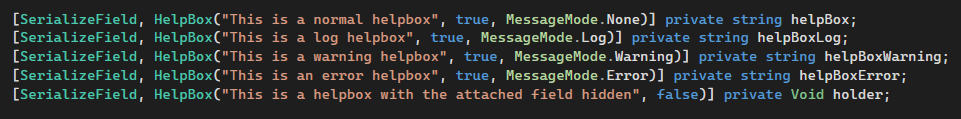 [SerializeField, HelpBox("This is a normal helpbox", true, MessageMode.None)] private string helpBox;
[SerializeField, HelpBox("This is a log helpbox", true, MessageMode.Log)] private string helpBoxLog;
[SerializeField, HelpBox("This is a warning helpbox", true, MessageMode.Warning)] private string helpBoxWarning;
[SerializeField, HelpBox("This is an error helpbox", true, MessageMode.Error)] private string helpBoxError;
[SerializeField, HelpBox("This is a helpbox with the attached field hidden", false)] private Void holder;